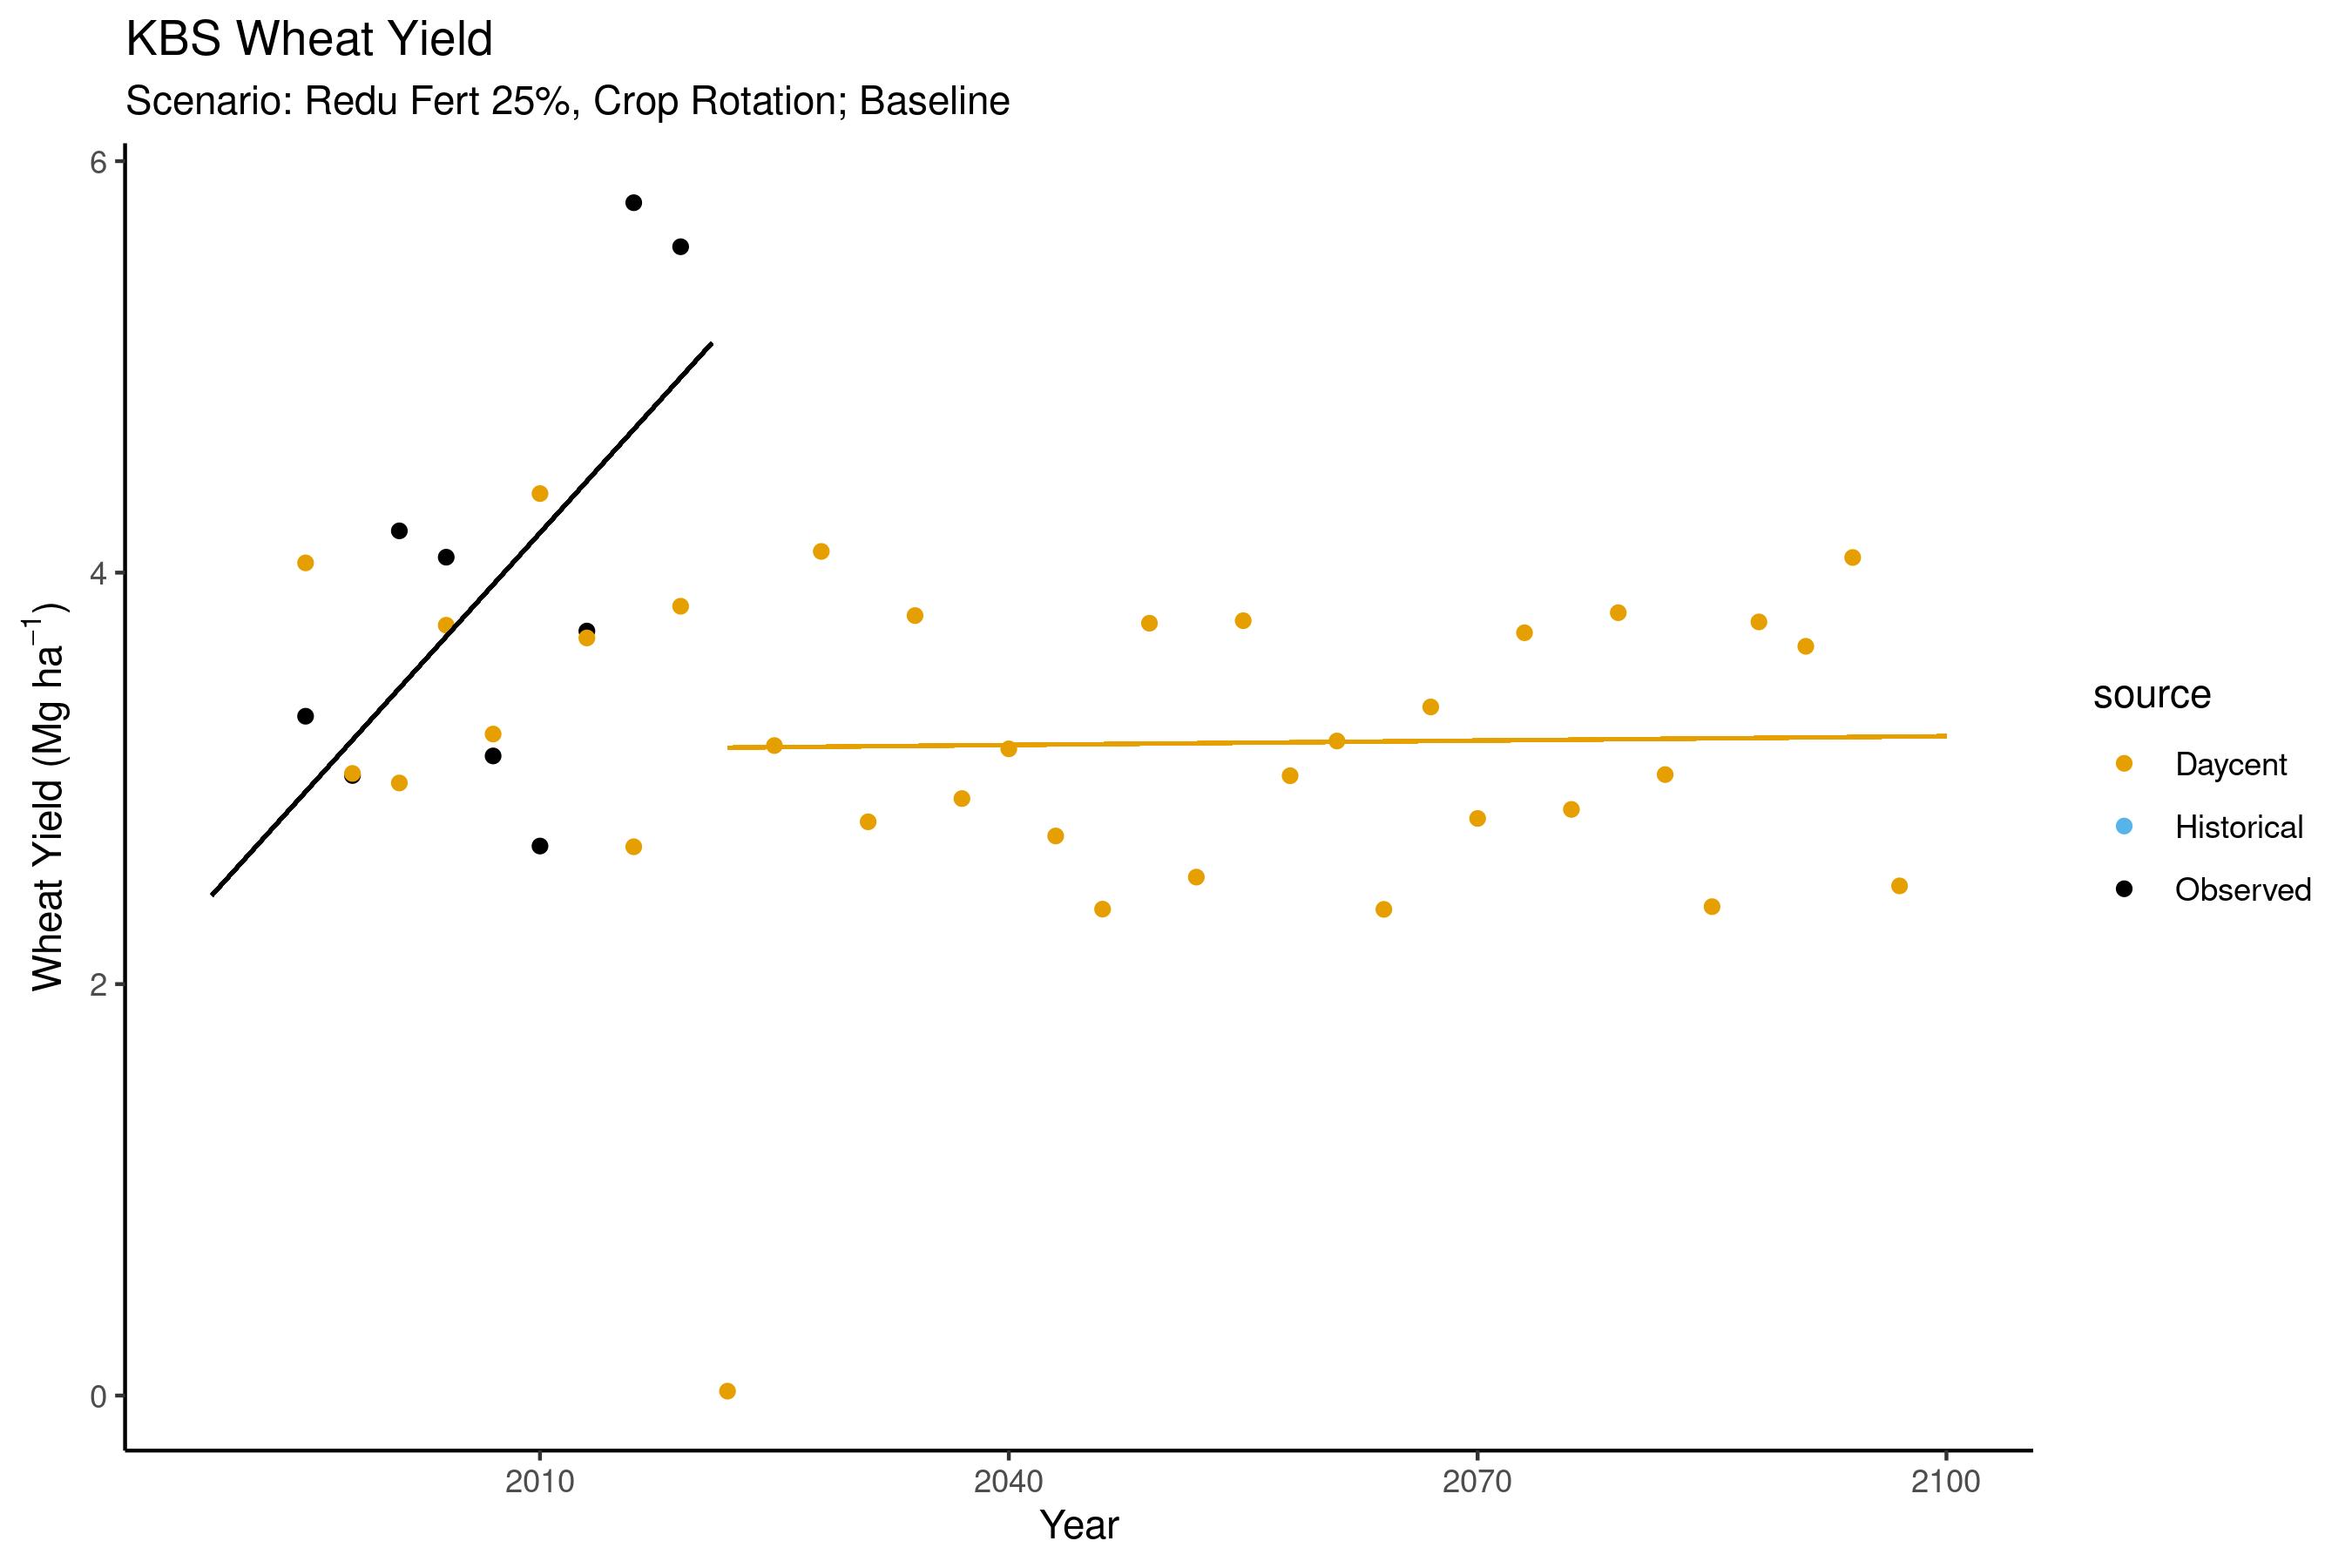 KBS Wheat Yield
Scenario: Redu Fert 25%, Crop Rotation; Baseline
Wheat Yield (Mg ha⁻¹)
6
4
2
0
2010
2040
2070
2100
Year
source
Daycent
Historical
Observed